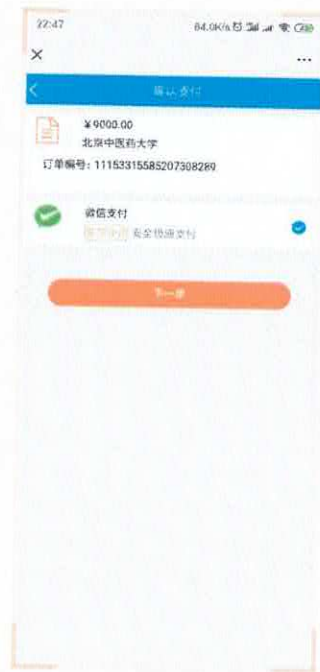 22:47 84.0K/s
确认支付
¥9000.00
北京中医药大学
订单编号：11153315585207308289
微信支付
安全极速支付
下一步